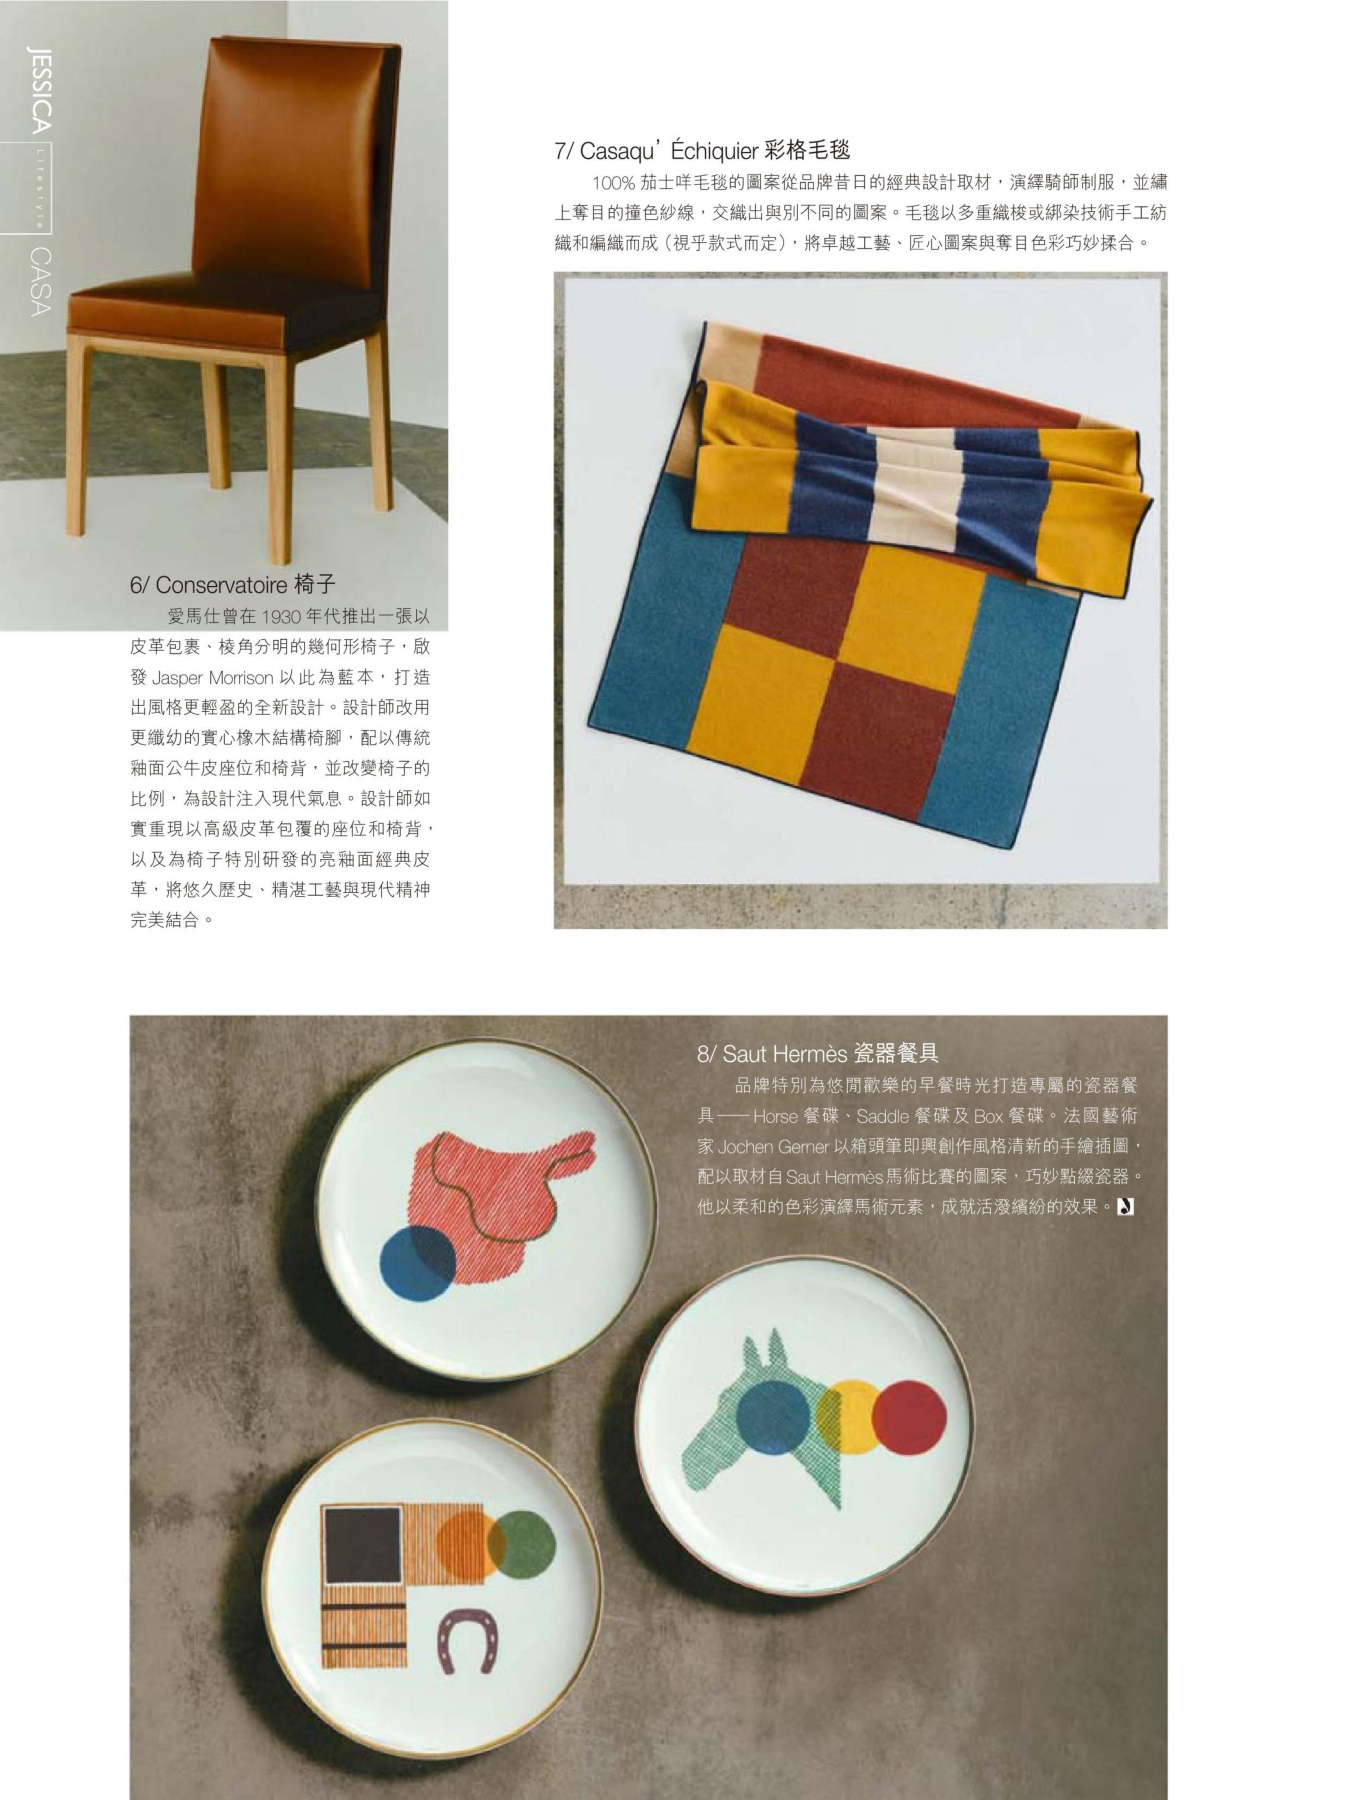 JESSICA
Lifestyle
CASA
6/ Conservatoire 椅子
愛馬仕曾在 1930 年代推出一張以
皮革包裹、棱角分明的幾何形椅子，啟
發 Jasper Morrison 以此為藍本，打造
出風格更輕盈的全新設計。設計師改用
更纖幼的實心橡木結構椅腳，配以傳統
釉面公牛皮座位和椅背，並改變椅子的
比例，為設計注入現代氣息。設計師如
實重現以高級皮革包覆的座位和椅背，
以及為椅子特別研發的亮釉面經典皮
革，將悠久歷史、精湛工藝與現代精神
完美結合。
7/ Casaqu’ Échiquier 彩格毛毯
100% 茄士咩毛毯的圖案從品牌昔日的經典設計取材，演繹騎師制服，並繡
上奪目的撞色紗線，交織出與別不同的圖案。毛毯以多重織梭或綁染技術手工紡
織和編織而成（視乎款式而定），將卓越工藝、匠心圖案與奪目色彩巧妙揉合。
8/ Saut Hermès 瓷器餐具
品牌特別為悠閒歡樂的早餐時光打造專屬的瓷器餐
具——Horse 餐碟、Saddle 餐碟及 Box 餐碟。法國藝術
家 Jochen Gerner 以箱頭筆即興創作風格清新的手繪插圖，
配以取材自 Saut Hermès 馬術比賽的圖案，巧妙點綴瓷器。
他以柔和的色彩演繹馬術元素，成就活潑繽紛的效果。